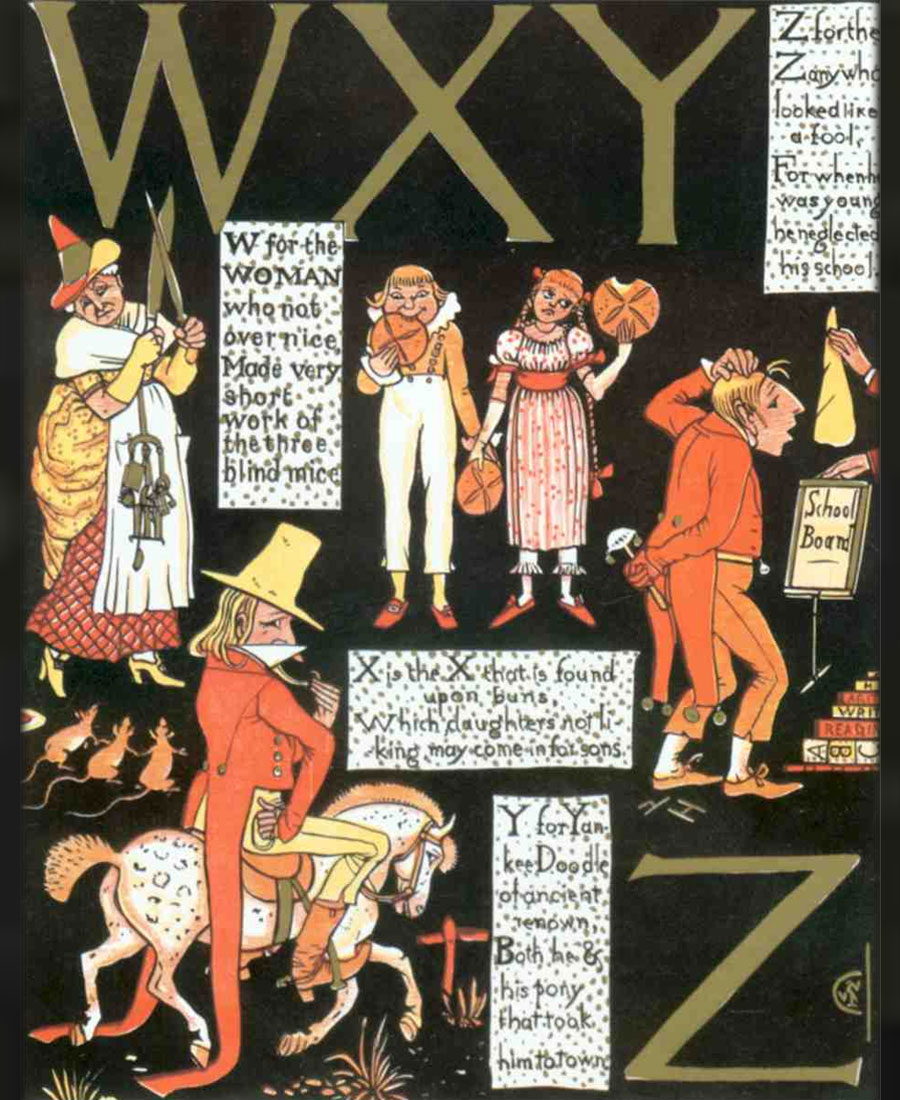 W X Y
W for the
WOMAN
who not
over nice,
Made very
short
work of
the three
blind mice
X is the X that is found
upon buns
Which daughters not li-
king may come in for sons.
Y for Yan-
kee Doodle
of ancient
renown,
Both he &
his pony
that took
him to town
Z for the
Zany who
looked like
a fool,
For when h
was young
he neglected
his school.
School
Board
WRIT
READIN
ABC
Z